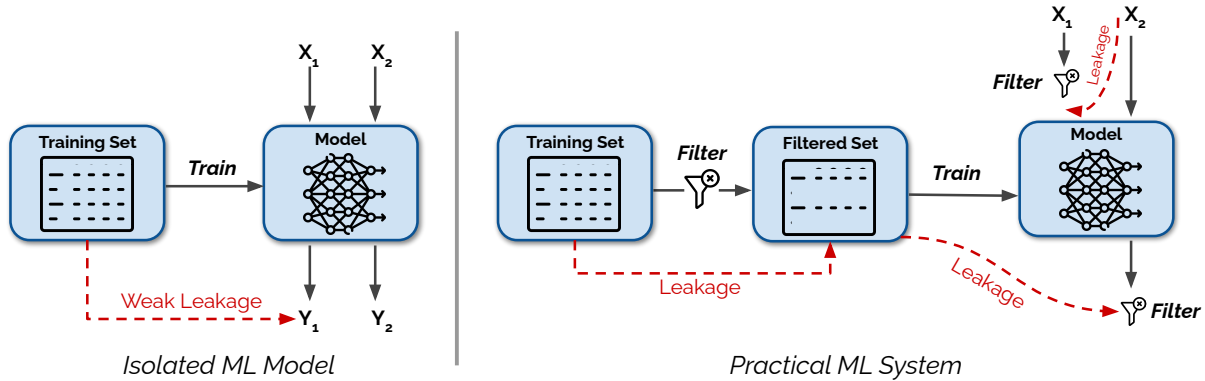 X₁ X₂
Training Set
Model
Train
Weak Leakage
Y₁ Y₂
Isolated ML Model
X₁ X₂
Filter
Leakage
Training Set
Filter
Filtered Set
Train
Model
Leakage
Leakage
Filter
Practical ML System